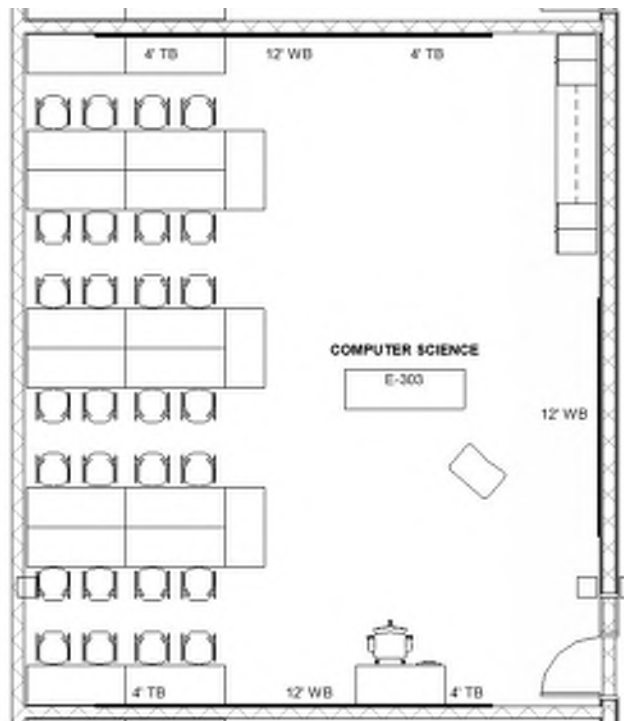 4' TB 12' WB 4' TB
COMPUTER SCIENCE
E-303
12' WB
4' TB 12' WB 4' TB